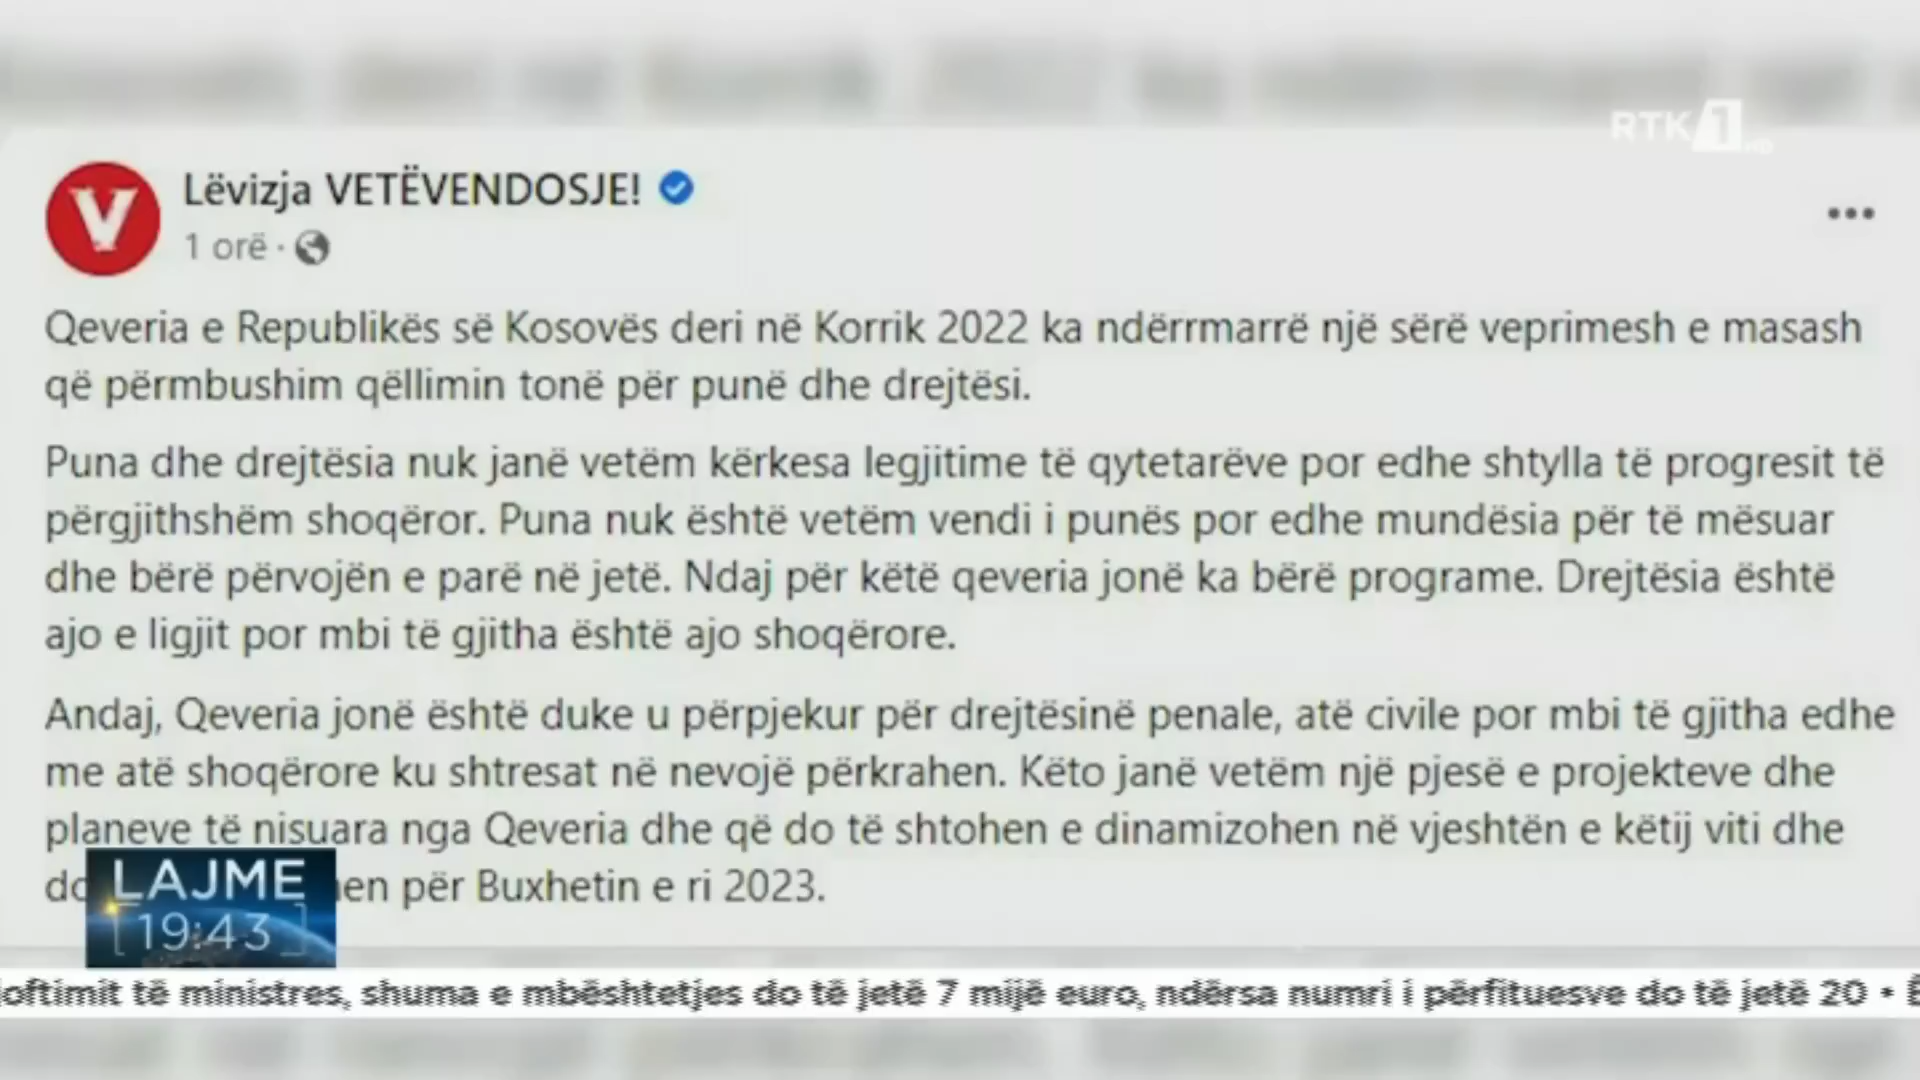 RTK 1
Lëvizja VETËVENDOSJE!
1 orë ·
Qeveria e Republikës së Kosovës deri në Korrik 2022 ka ndërrmarrë një sërë veprimesh e masash
që përmbushim qëllimin tonë për punë dhe drejtësi.
Puna dhe drejtësia nuk janë vetëm kërkesa legjitime të qytetarëve por edhe shtylla të progresit të
përgjithshëm shoqëror. Puna nuk është vetëm vendi i punës por edhe mundësia për të mësuar
dhe bërë përvojën e parë në jetë. Ndaj për këtë qeveria jonë ka bërë programe. Drejtësia është
ajo e ligjit por mbi të gjitha është ajo shoqërore.
Andaj, Qeveria jonë është duke u përpjekur për drejtësinë penale, atë civile por mbi të gjitha edhe
me atë shoqërore ku shtresat në nevojë përkrahen. Këto janë vetëm një pjesë e projekteve dhe
planeve të nisuara nga Qeveria dhe që do të shtohen e dinamizohen në vjeshtën e këtij viti dhe
për Buxhetin e ri 2023.
LAJME
19:43
të ministres, shuma e mbështetjes do të jetë 7 mijë euro, ndërsa numri i përfituesve do të jetë 20 •